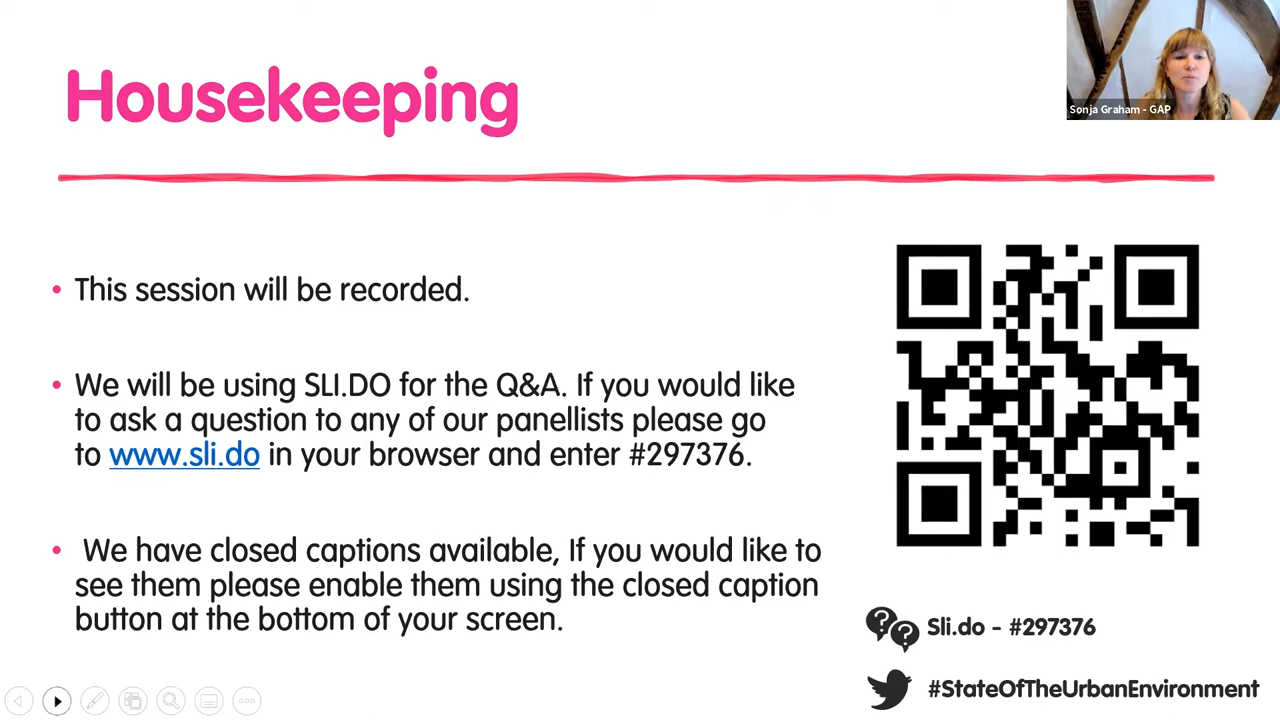 Housekeeping
Sonja Graham - GAP
• This session will be recorded.
• We will be using SLI.DO for the Q&A. If you would like
to ask a question to any of our panellists please go
to www.sli.do in your browser and enter #297376.
• We have closed captions available, If you would like to
see them please enable them using the closed caption
button at the bottom of your screen.
Sli.do - #297376
#StateOfTheUrbanEnvironment